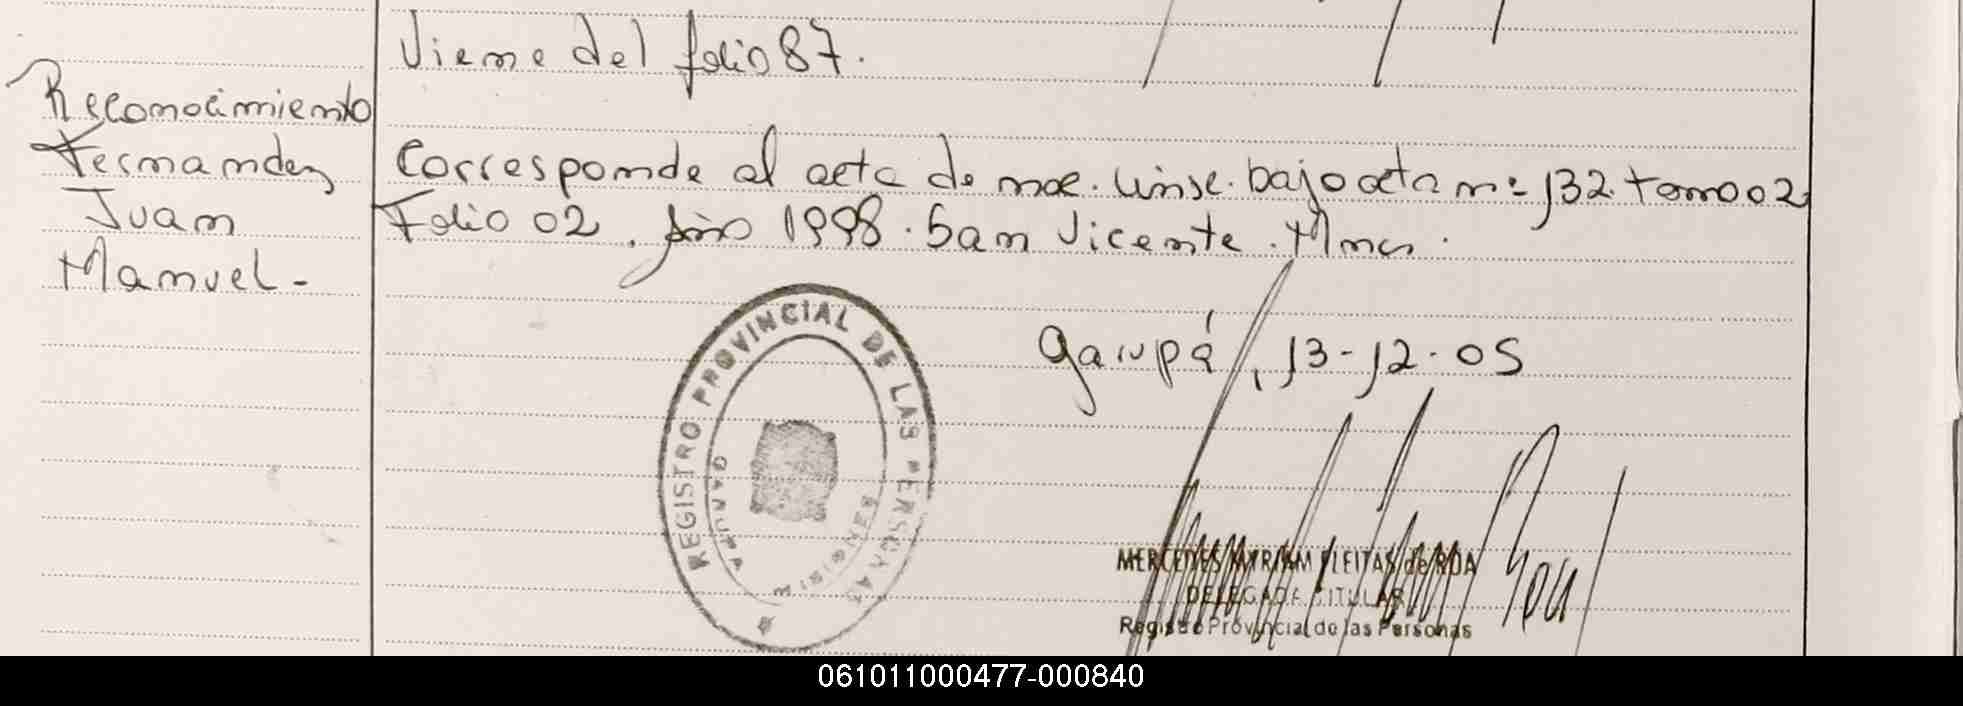 Viene del folio 87.
Reconocimiento
Fernandez
Juan
Manuel-
Corresponde al acta de nac. insc. bajo acta nº 132. tomo 02
Folio 02. Año 1998. San Vicente. Mnes.
Garupá, 13-12-05
REGISTRO PROVINCIAL DE LAS PERSONAS
GARUPA
MISIONES
MERCEDES MYRIAM FLEITAS de ROA
DELEGADA TITULAR
Registro Provincial de las Personas
061011000477-000840